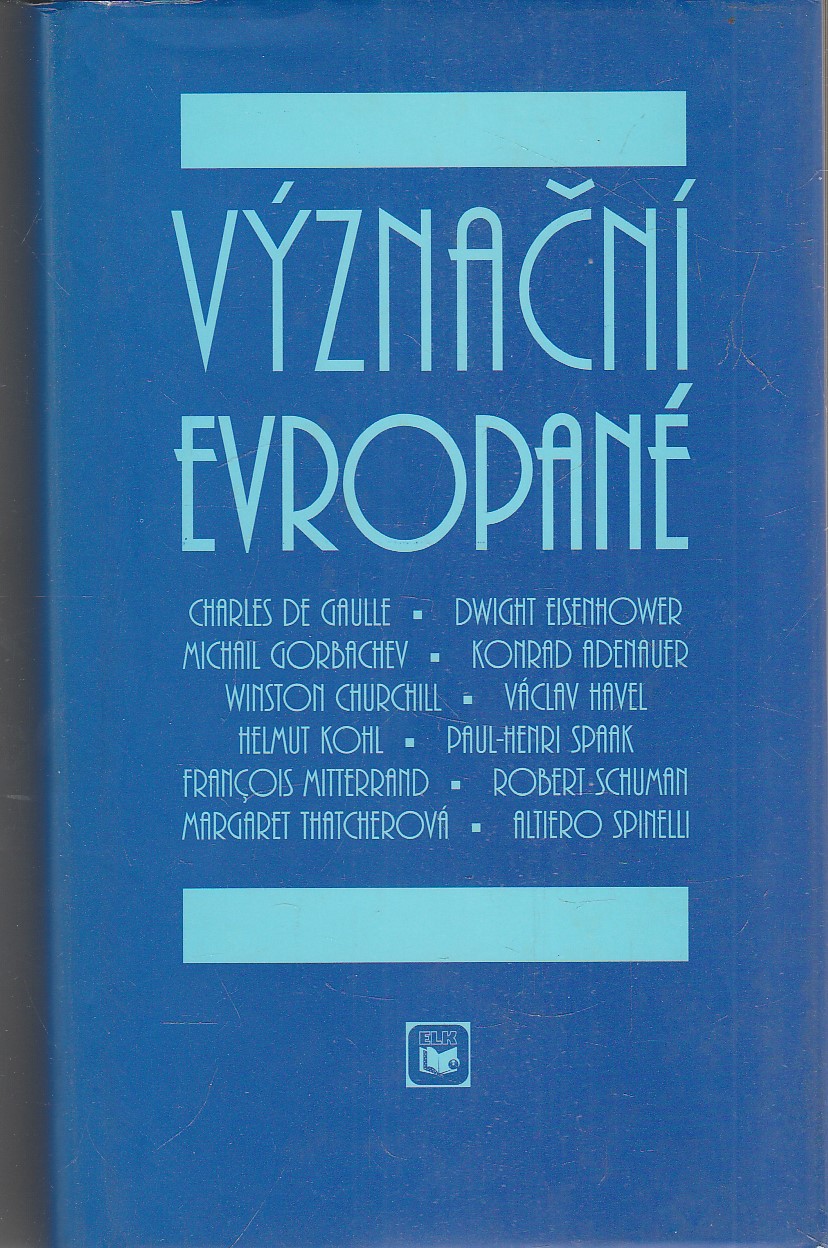 VÝZNAČNÍ
EVROPANÉ
CHARLES DE GAULLE ▪ DWIGHT EISENHOWER
MICHAIL GORBACHEV ▪ KONRAD ADENAUER
WINSTON CHURCHILL ▪ VÁCLAV HAVEL
HELMUT KOHL ▪ PAUL-HENRI SPAAK
FRANÇOIS MITTERRAND ▪ ROBERT SCHUMAN
MARGARET THATCHEROVÁ ▪ ALTIERO SPINELLI
ELK